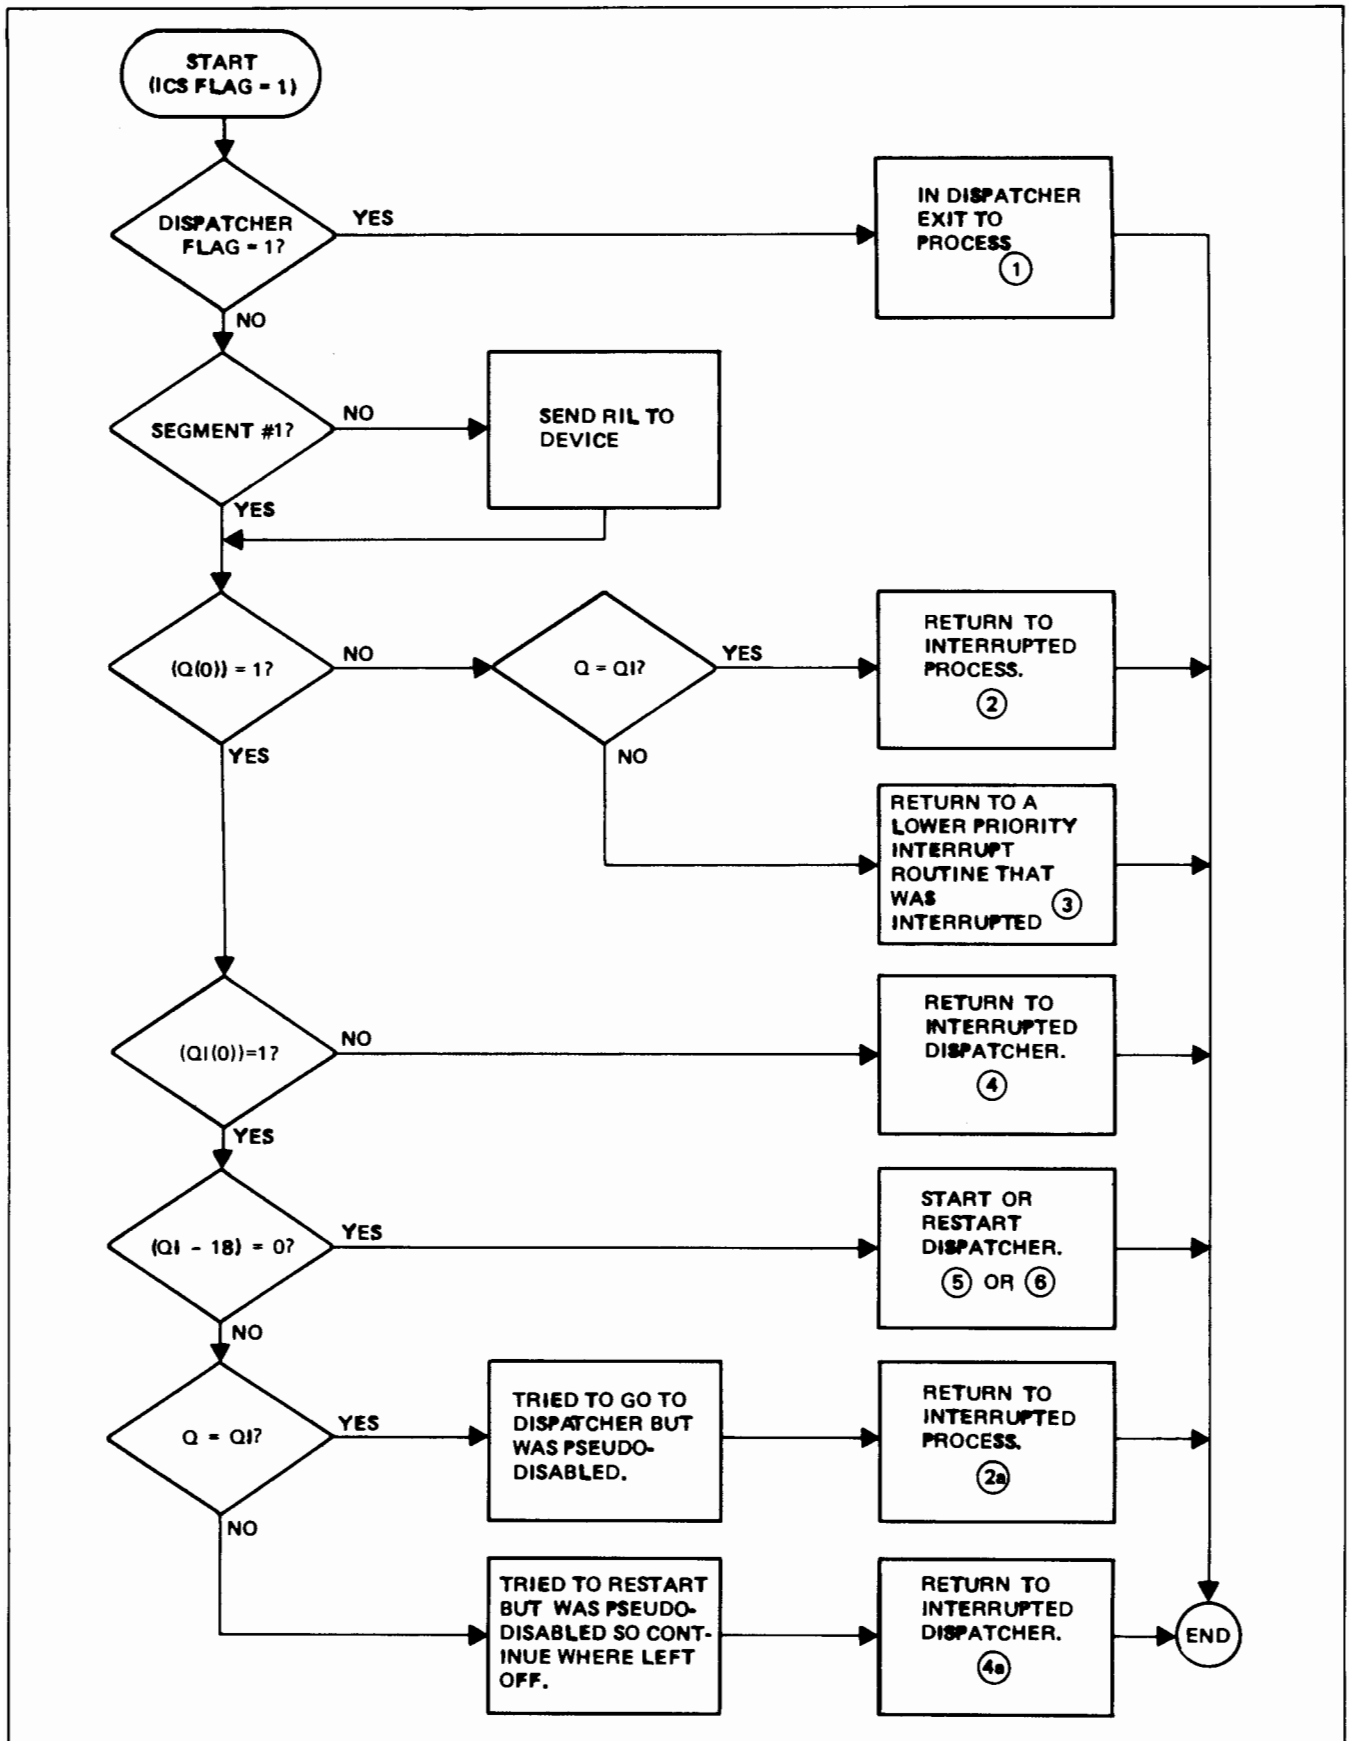 START
(ICS FLAG = 1)
DISPATCHER
FLAG = 1?
YES
IN DISPATCHER
EXIT TO
PROCESS
1
NO
SEGMENT #1?
NO
SEND RIL TO
DEVICE
YES
(Q(0)) = 1?
NO
Q = QI?
YES
RETURN TO
INTERRUPTED
PROCESS.
2
YES
NO
RETURN TO A
LOWER PRIORITY
INTERRUPT
ROUTINE THAT
WAS
INTERRUPTED
3
(QI(0))=1?
NO
RETURN TO
INTERRUPTED
DISPATCHER.
4
YES
(QI - 18) = 0?
YES
START OR
RESTART
DISPATCHER.
5 OR 6
NO
Q = QI?
YES
TRIED TO GO TO
DISPATCHER BUT
WAS PSEUDO-
DISABLED.
RETURN TO
INTERRUPTED
PROCESS.
2a
NO
TRIED TO RESTART
BUT WAS PSEUDO-
DISABLED SO CONT-
INUE WHERE LEFT
OFF.
RETURN TO
INTERRUPTED
DISPATCHER.
4a
END